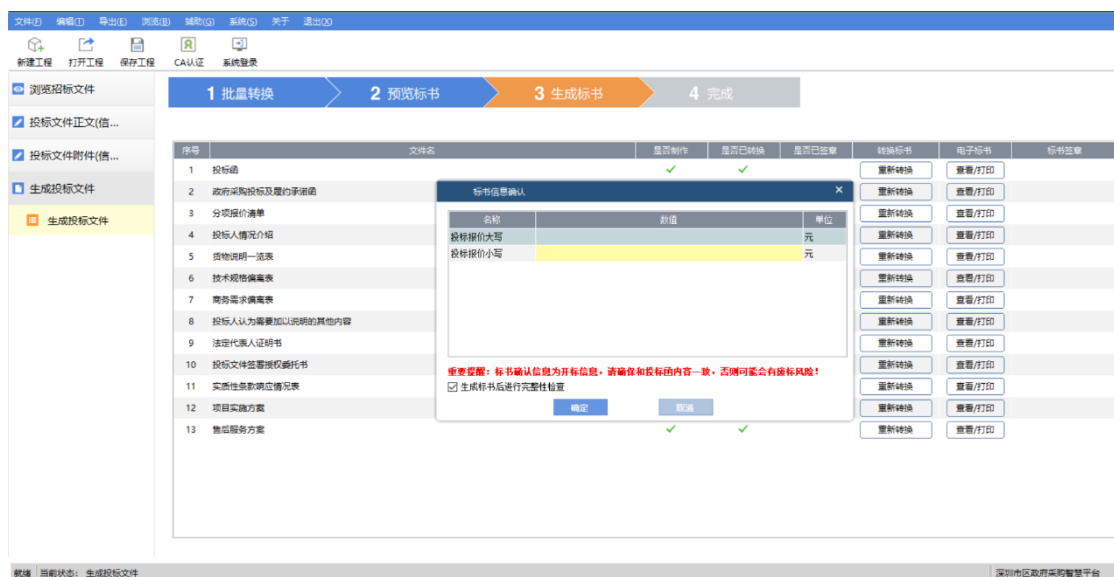 文件(F) 编辑(T) 导出(E) 浏览(B) 辅助(G) 系统(S) 关于 退出(X)
新建工程 打开工程 保存工程 CA认证 系统登录
浏览招标文件
投标文件正文(信...
投标文件附件(信...
生成投标文件
生成投标文件
1 批量转换 2 预览标书 3 生成标书 4 完成
序号 文件名 是否制作 是否已转换 是否已签章 转换标书 电子标书 标书签章
1 投标函 重新转换 查看/打印
2 政府采购投标及履约承诺函 重新转换 查看/打印
3 分项报价清单 重新转换 查看/打印
4 投标人情况介绍 重新转换 查看/打印
5 货物说明一览表 重新转换 查看/打印
6 技术规格偏离表 重新转换 查看/打印
7 商务需求偏离表 重新转换 查看/打印
8 投标人认为需要加以说明的其他内容 重新转换 查看/打印
9 法定代表人证明书 重新转换 查看/打印
10 投标文件签署授权委托书 重新转换 查看/打印
11 实质性条款响应情况表 重新转换 查看/打印
12 项目实施方案 重新转换 查看/打印
13 售后服务方案 重新转换 查看/打印
标书信息确认
名称 数值 单位
投标报价大写 元
投标报价小写 元
重要提醒：标书确认信息为开标信息，请确保和投标函内容一致，否则可能会有废标风险！
生成标书后进行完整性检查
确定 取消
就绪 当前状态： 生成投标文件 深圳市区政府采购智慧平台